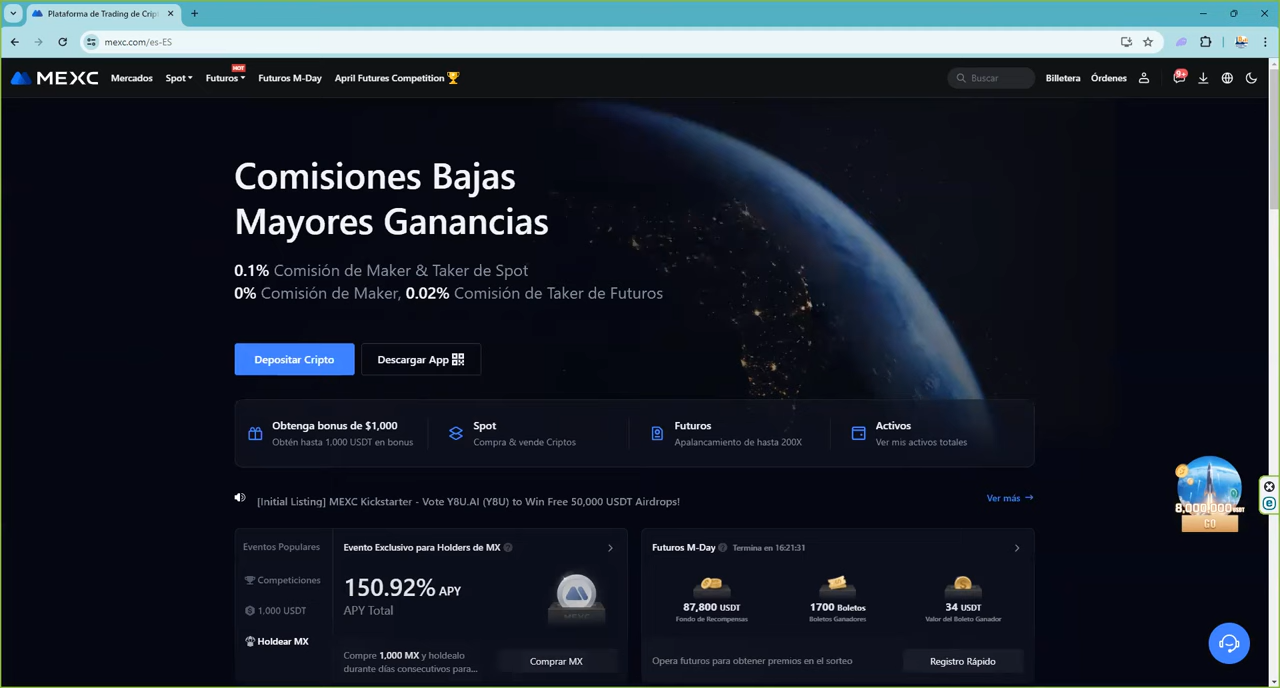 Plataforma de Trading de Crip
mexc.com/es-ES
MEXC
Mercados
Spot
Futuros
HOT
Futuros M-Day
April Futures Competition
Buscar
Billetera
Órdenes
9+
Comisiones Bajas
Mayores Ganancias
0.1% Comisión de Maker & Taker de Spot
0% Comisión de Maker, 0.02% Comisión de Taker de Futuros
Depositar Cripto
Descargar App
Obtenga bonus de $1,000
Obtén hasta 1,000 USDT en bonus
Spot
Compra & vende Criptos
Futuros
Apalancamiento de hasta 200X
Activos
Ver mis activos totales
[Initial Listing] MEXC Kickstarter - Vote Y8U.AI (Y8U) to Win Free 50,000 USDT Airdrops!
Ver más →
8,000,000 USDT
GO
Eventos Populares
Competiciones
1,000 USDT
Holdear MX
Evento Exclusivo para Holders de MX
150.92% APY
APY Total
MEXC
Compre 1,000 MX y holdealo
durante días consecutivos para...
Comprar MX
Futuros M-Day
Termina en 16:21:31
87,800 USDT
Fondo de Recompensas
1700 Boletos
Boletos Ganadores
34 USDT
Valor del Boleto Ganador
Opera futuros para obtener premios en el sorteo
Registro Rápido